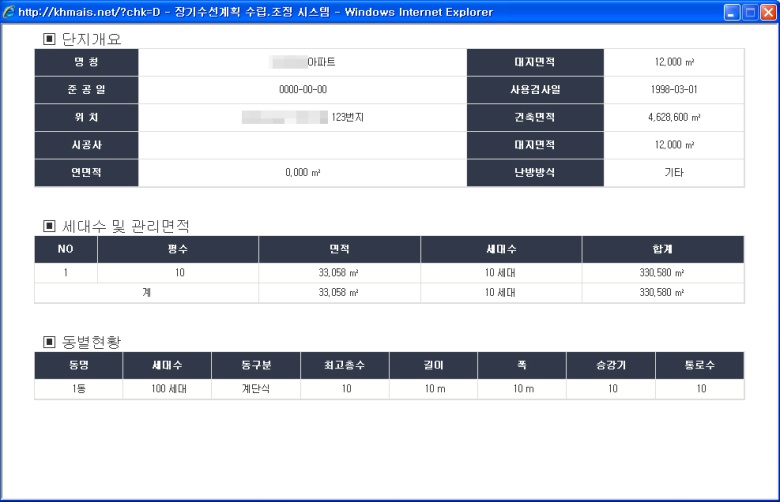 http://khmais.net/?chk=D - 장기수선계획 수립,조정 시스템 - Windows Internet Explorer
▣ 단지개요
명 칭 아파트 대지면적 12,000 ㎡
준 공 일 0000-00-00 사용검사일 1998-03-01
위 치 123번지 건축면적 4,628,600 ㎡
시공사 대지면적 12,000 ㎡
연면적 0,000 ㎡ 난방방식 기타
▣ 세대수 및 관리면적
NO 평수 면적 세대수 합계
1 10 33,058 ㎡ 10 세대 330,580 ㎡
계 33,058 ㎡ 10 세대 330,580 ㎡
▣ 동별현황
동명 세대수 동구분 최고층수 길이 폭 승강기 통로수
1동 100 세대 계단식 10 10 m 10 m 10 10